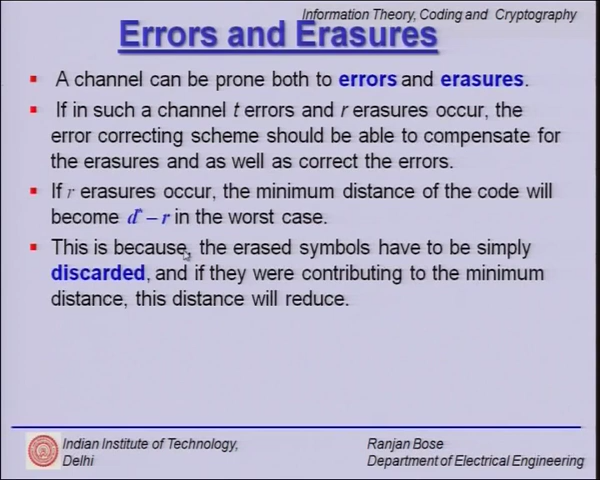 Information Theory, Coding and Cryptography
Errors and Erasures
A channel can be prone both to errors and erasures.
If in such a channel t errors and r erasures occur, the
error correcting scheme should be able to compensate for
the erasures and as well as correct the errors.
If r erasures occur, the minimum distance of the code will
become d* – r in the worst case.
This is because, the erased symbols have to be simply
discarded, and if they were contributing to the minimum
distance, this distance will reduce.
Indian Institute of Technology,
Delhi
Ranjan Bose
Department of Electrical Engineering